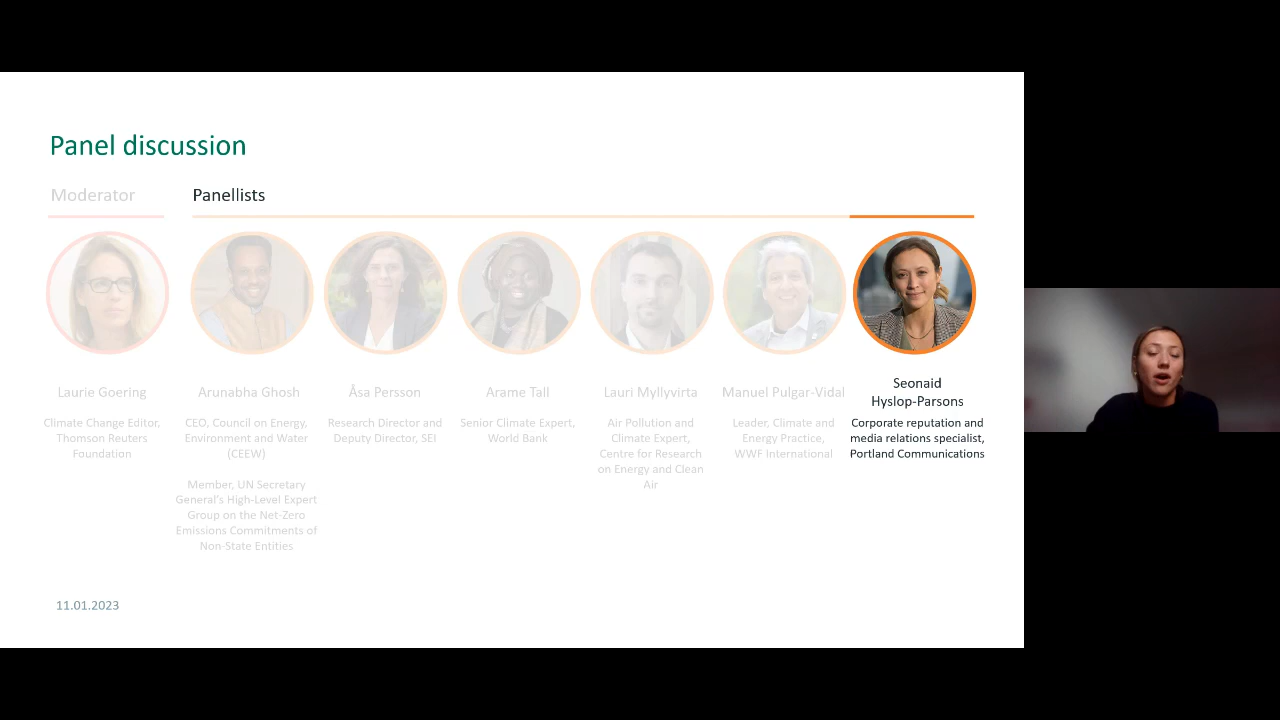 Panel discussion
Moderator
Panellists
Laurie Goering
Climate Change Editor,
Thomson Reuters
Foundation
Arunabha Ghosh
CEO, Council on Energy,
Environment and Water
(CEEW)
Member, UN Secretary
General's High-Level Expert
Group on the Net-Zero
Emissions Commitments of
Non-State Entities
Åsa Persson
Research Director and
Deputy Director, SEI
Arame Tall
Senior Climate Expert,
World Bank
Lauri Myllyvirta
Air Pollution and
Climate Expert,
Centre for Research
on Energy and Clean
Air
Manuel Pulgar-Vidal
Leader, Climate and
Energy Practice,
WWF International
Seonaid
Hyslop-Parsons
Corporate reputation and
media relations specialist,
Portland Communications
11.01.2023